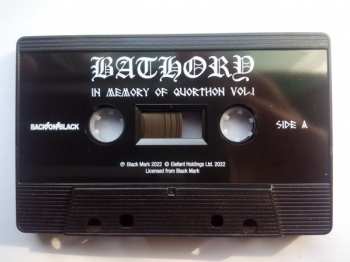 BATHORY
IN MEMORY OF QUORTHON VOL.I
BACK ON BLACK
SIDE A
℗ Black Mark 2022 © Elefant Holdings Ltd. 2022
Licensed from Black Mark